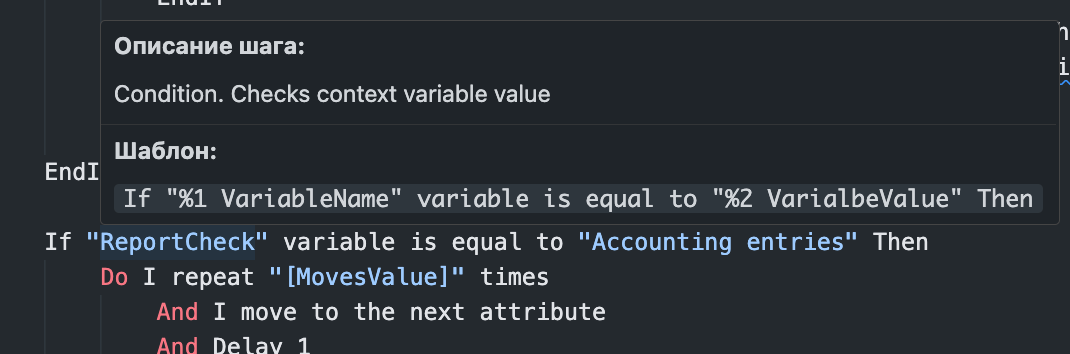 EndIf
Описание шага:
Condition. Checks context variable value
Шаблон:
EndI
If "%1 VariableName" variable is equal to "%2 VarialbeValue" Then
If "ReportCheck" variable is equal to "Accounting entries" Then
Do I repeat "[MovesValue]" times
And I move to the next attribute
And Delay 1